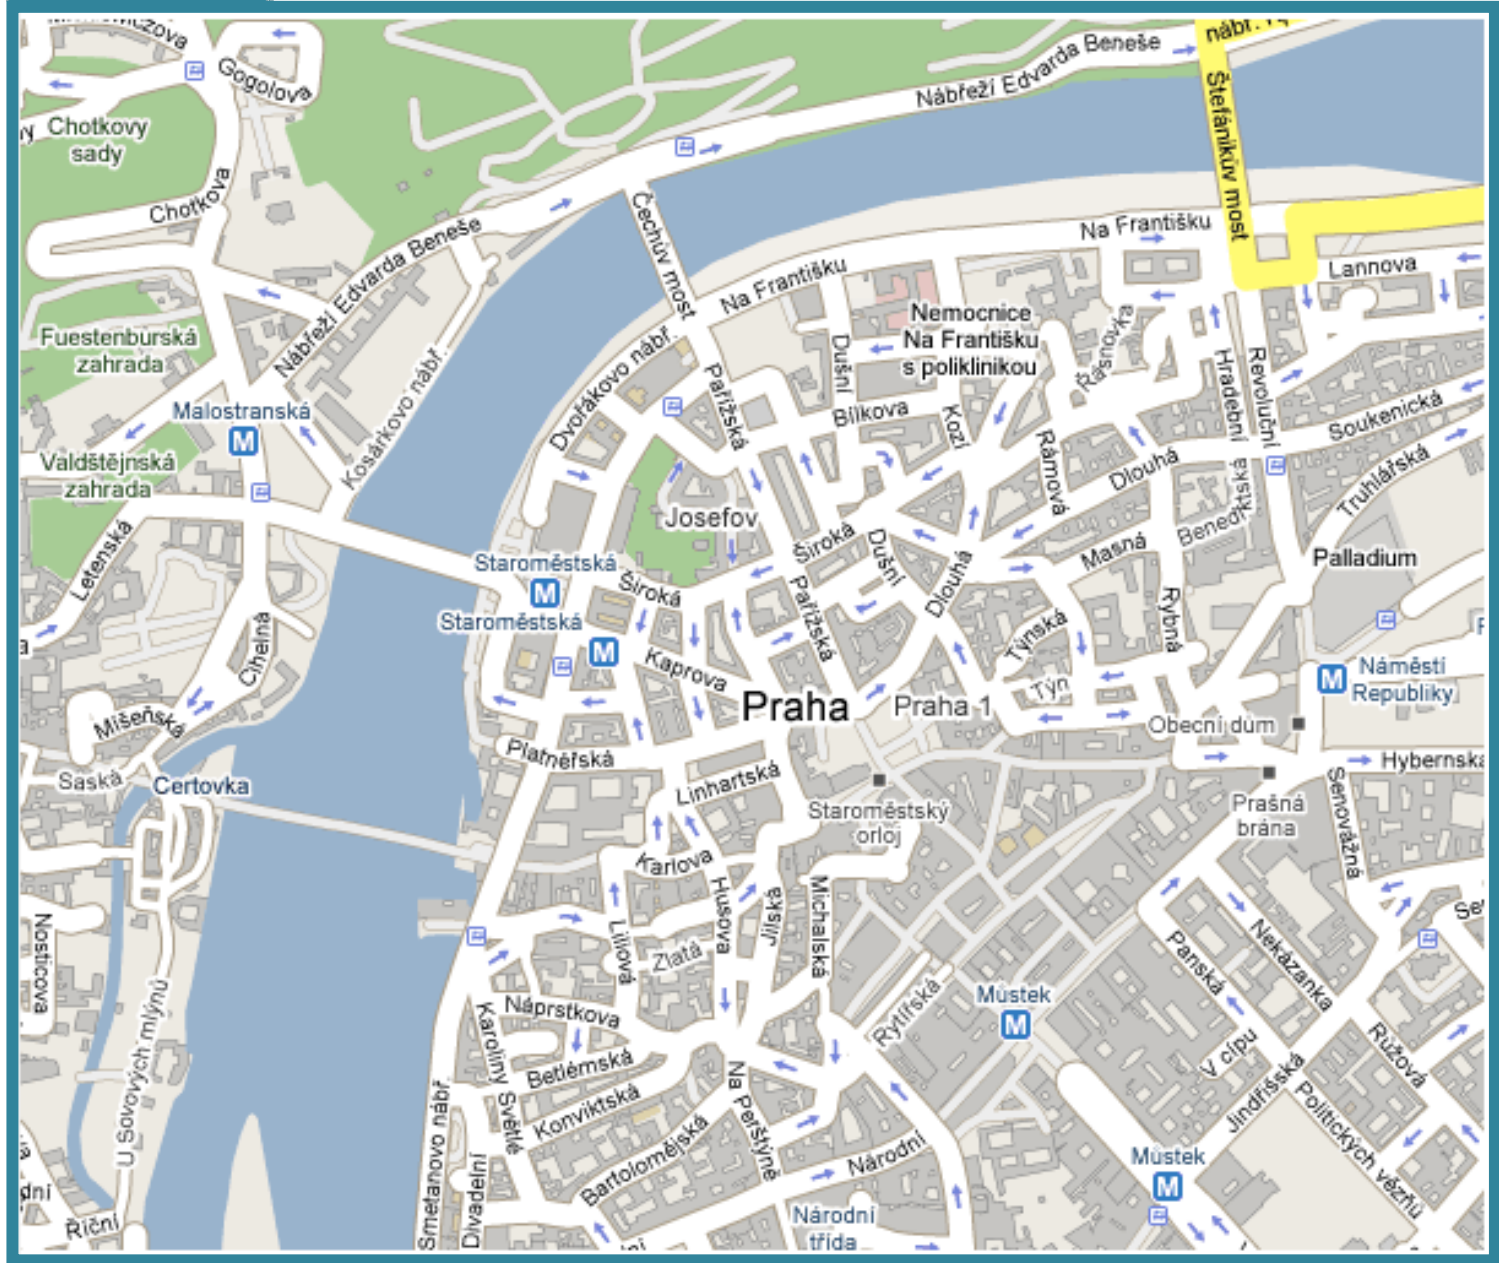 Gogolova
Nábřeží Edvarda Beneše
nábř.
Chotkovy
sady
Štefánikův most
Chotkova
Čechův most
Nábřeží Edvarda Beneše
Na Františku
Na Františku
Lannova
Fuestenburská
zahrada
Nemocnice
Na Františku
s poliklinikou
Řásnovka
Dušní
Dvořákovo nábř.
Pařížská
Hradební
Revoluční
Kosárkovo nábř.
Malostranská
M
Bílkova
Kozí
Soukenická
Valdštejnská
zahrada
Rámová
Dlouhá
Truhlářská
Benediktská
Josefov
Letenská
Široká
Dušní
Masná
Palladium
Staroměstská
M
Široká
Pařížská
Dlouhá
Rybná
Staroměstská
M
Cihelná
Týnská
Kaprova
Týn
M
Náměstí
Republiky
Praha
Praha 1
Míšeňská
Obecní dům
Platnéřská
Hybernská
Saská
Čertovka
Linhartská
Staroměstský
orloj
Prašná
brána
Senovážná
Karlova
Husova
Jilská
Michalská
Liliová
Zlatá
Nosticova
Panská
Nekázanka
U Sovových mlýnů
Náprstkova
Rytířská
Můstek
M
Karoliny Světlé
Betlémská
V cípu
Růžová
Konviktská
Na Perštýně
Jindřišská
Politických vězňů
Smetanovo nábř.
Divadelní
Bartolomějská
Národní
Můstek
M
Národní
třída
Říční